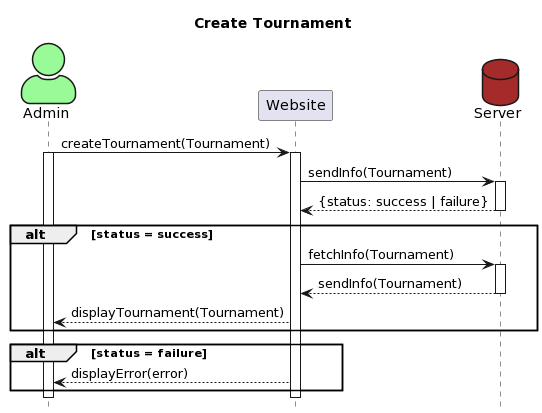 Create Tournament
Admin
Website
Server
createTournament(Tournament)
sendInfo(Tournament)
{status: success | failure}
alt [status = success]
fetchInfo(Tournament)
sendInfo(Tournament)
displayTournament(Tournament)
alt [status = failure]
displayError(error)